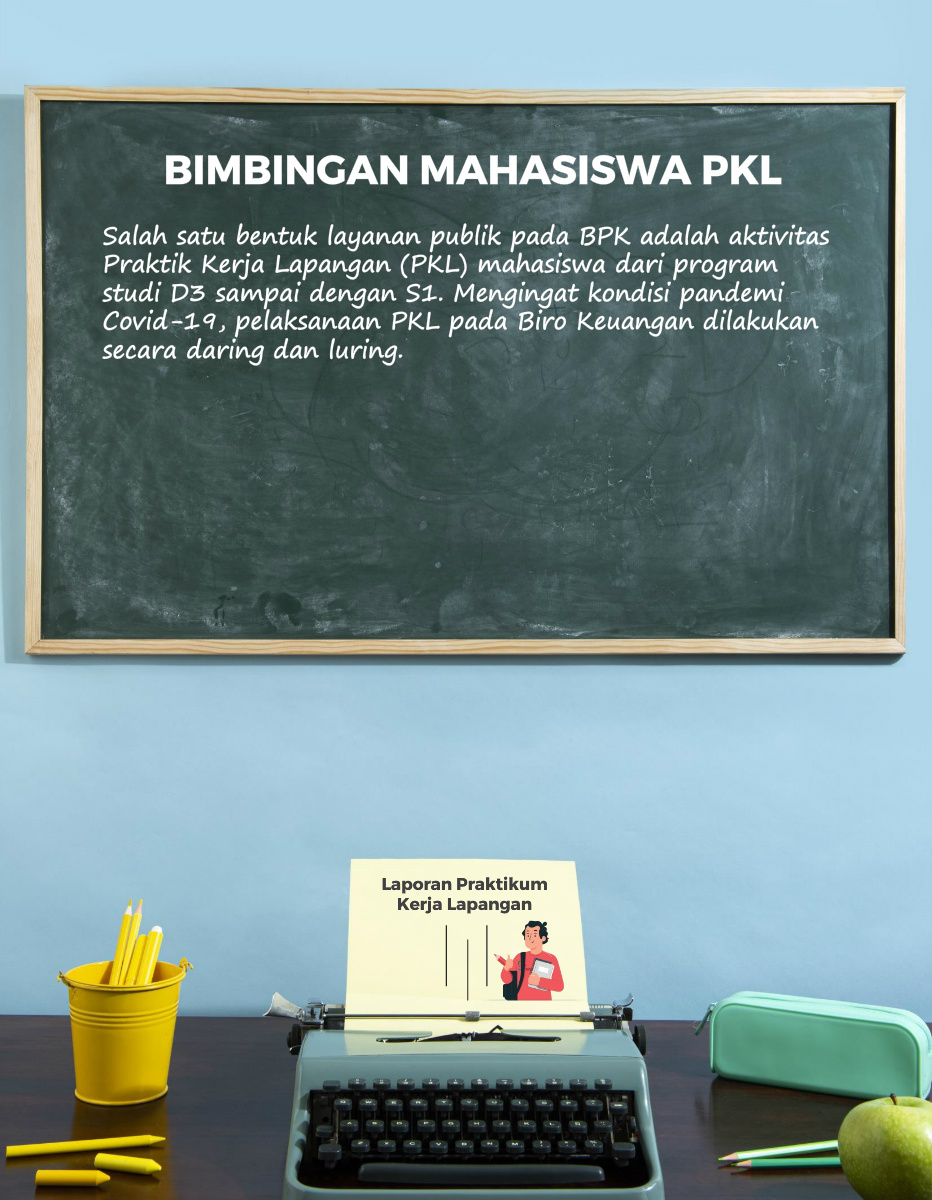 BIMBINGAN MAHASISWA PKL
Salah satu bentuk layanan publik pada BPK adalah aktivitas
Praktik Kerja Lapangan (PKL) mahasiswa dari program
studi D3 sampai dengan S1. Mengingat kondisi pandemi
Covid-19, pelaksanaan PKL pada Biro Keuangan dilakukan
secara daring dan luring.
Laporan Praktikum
Kerja Lapangan